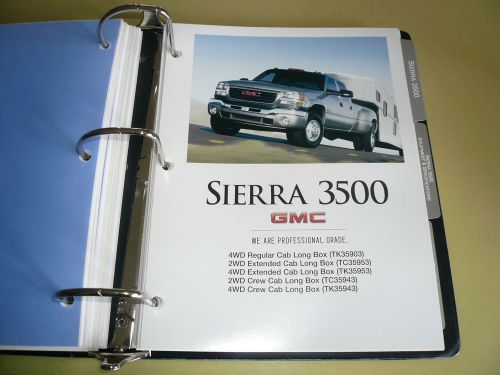 GMC
SIERRA 3500
GMC
WE ARE PROFESSIONAL GRADE.
4WD Regular Cab Long Box (TK35903)
2WD Extended Cab Long Box (TC35953)
4WD Extended Cab Long Box (TK35953)
2WD Crew Cab Long Box (TC35943)
4WD Crew Cab Long Box (TK35943)
SIERRA 3500